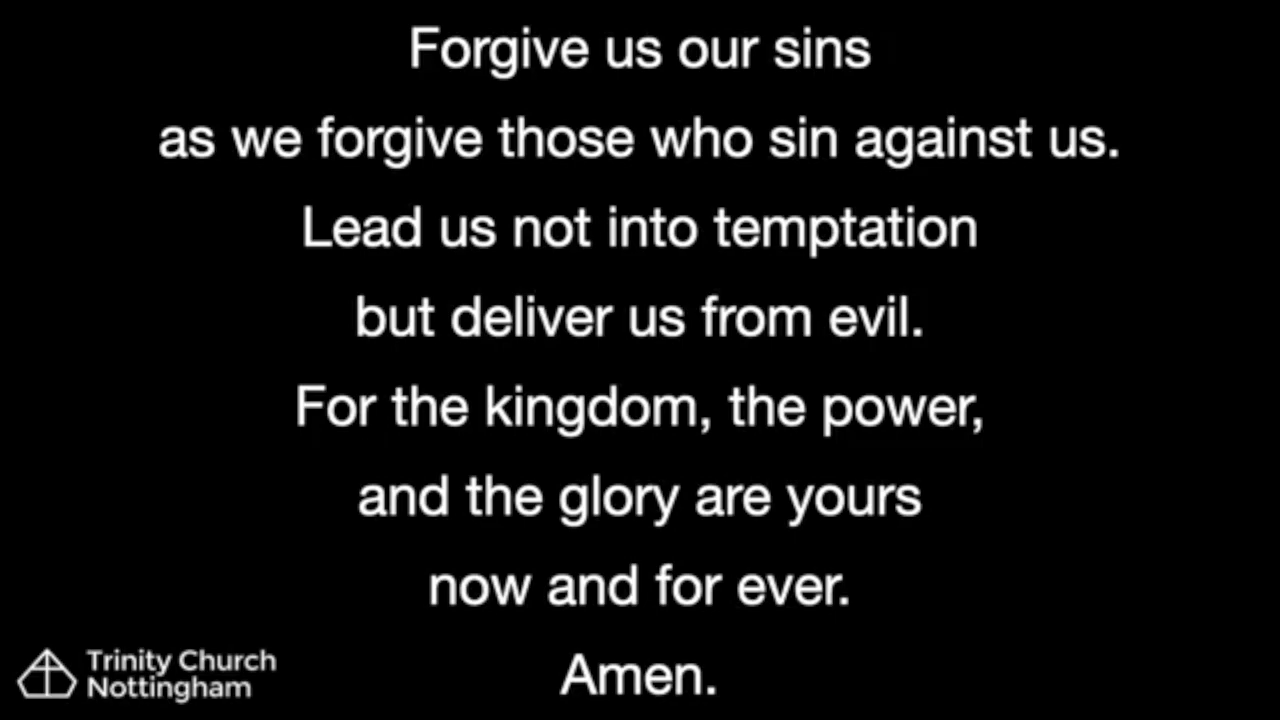 Forgive us our sins
as we forgive those who sin against us.
Lead us not into temptation
but deliver us from evil.
For the kingdom, the power,
and the glory are yours
now and for ever.
Amen.
Trinity Church
Nottingham